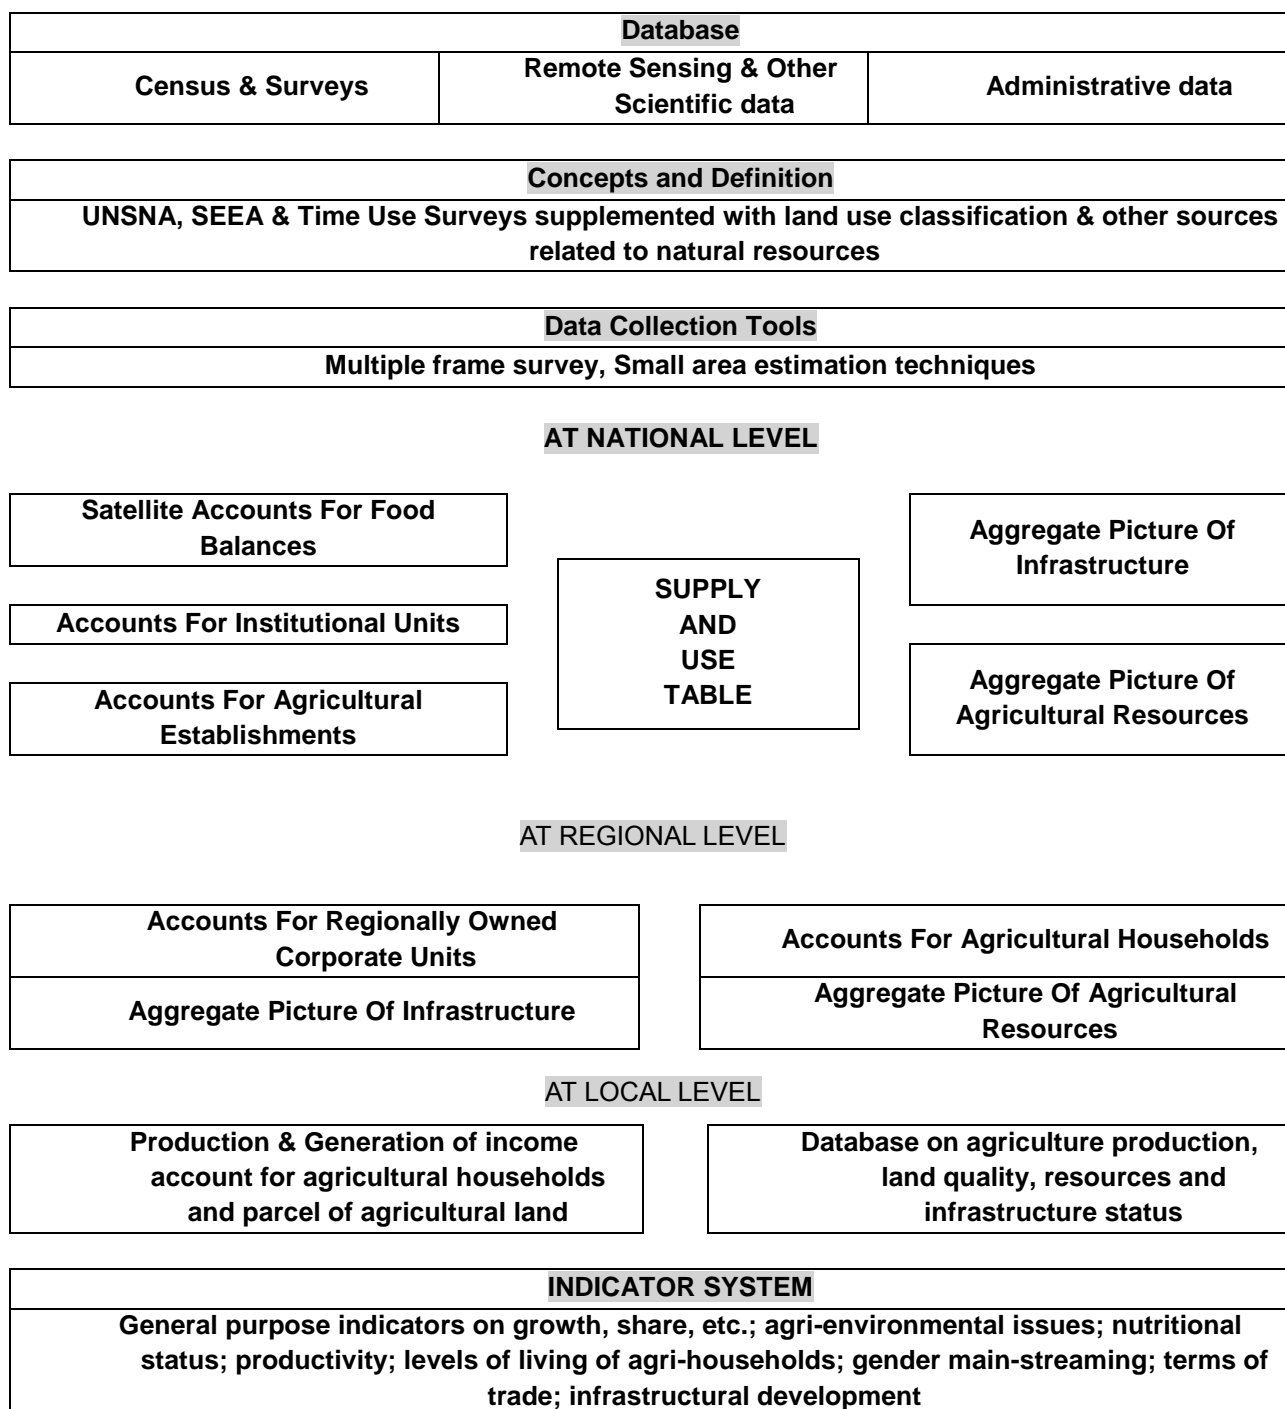 Database
Census & Surveys
Remote Sensing & Other
Scientific data
Administrative data
Concepts and Definition
UNSNA, SEEA & Time Use Surveys supplemented with land use classification & other sources
related to natural resources
Data Collection Tools
Multiple frame survey, Small area estimation techniques
AT NATIONAL LEVEL
Satellite Accounts For Food
Balances
Accounts For Institutional Units
Accounts For Agricultural
Establishments
SUPPLY
AND
USE
TABLE
Aggregate Picture Of
Infrastructure
Aggregate Picture Of
Agricultural Resources
AT REGIONAL LEVEL
Accounts For Regionally Owned
Corporate Units
Aggregate Picture Of Infrastructure
Accounts For Agricultural Households
Aggregate Picture Of Agricultural
Resources
AT LOCAL LEVEL
Production & Generation of income
account for agricultural households
and parcel of agricultural land
Database on agriculture production,
land quality, resources and
infrastructure status
INDICATOR SYSTEM
General purpose indicators on growth, share, etc.; agri-environmental issues; nutritional
status; productivity; levels of living of agri-households; gender main-streaming; terms of
trade; infrastructural development